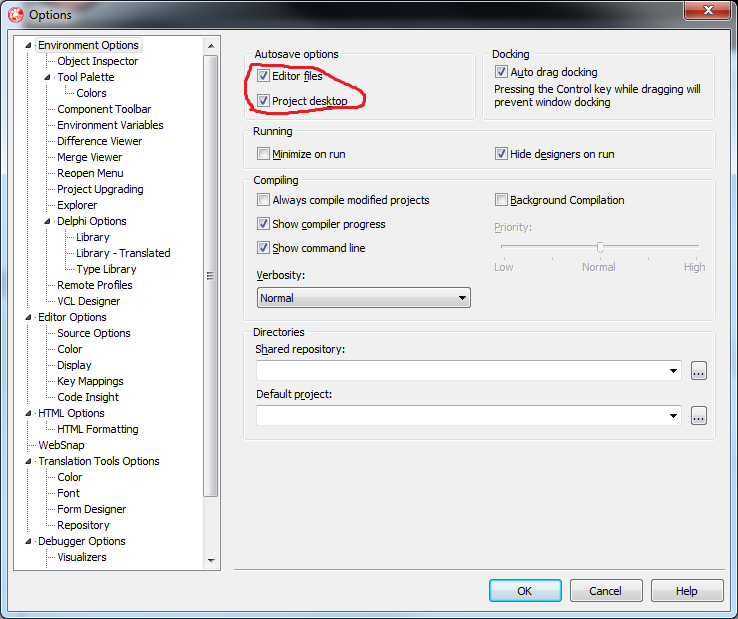 Options
Environment Options
Object Inspector
Tool Palette
Colors
Component Toolbar
Environment Variables
Difference Viewer
Merge Viewer
Reopen Menu
Project Upgrading
Explorer
Delphi Options
Library
Library - Translated
Type Library
Remote Profiles
VCL Designer
Editor Options
Source Options
Color
Display
Key Mappings
Code Insight
HTML Options
HTML Formatting
WebSnap
Translation Tools Options
Color
Font
Form Designer
Repository
Debugger Options
Visualizers
Autosave options
Editor files
Project desktop
Docking
Auto drag docking
Pressing the Control key while dragging will
prevent window docking
Running
Minimize on run
Hide designers on run
Compiling
Always compile modified projects
Show compiler progress
Show command line
Verbosity:
Normal
Background Compilation
Priority:
Low Normal High
Directories
Shared repository:
...
Default project:
...
OK Cancel Help